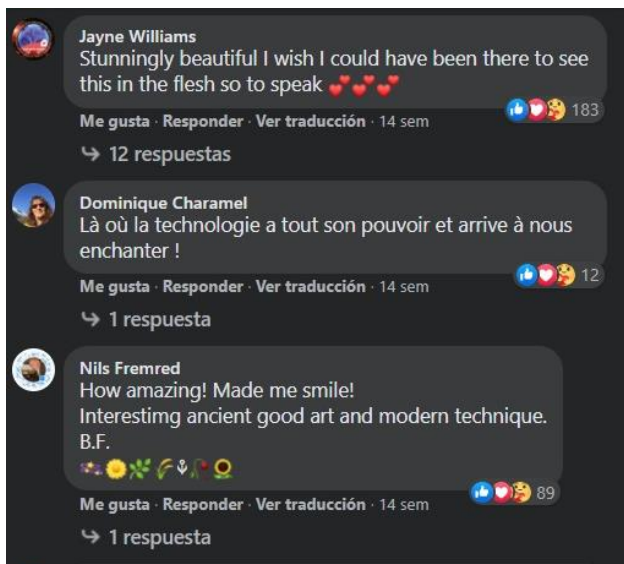 Jayne Williams
Stunningly beautiful I wish I could have been there to see
this in the flesh so to speak 💕💕💕
183
Me gusta · Responder · Ver traducción · 14 sem
12 respuestas
Dominique Charamel
Là où la technologie a tout son pouvoir et arrive à nous
enchanter !
12
Me gusta · Responder · Ver traducción · 14 sem
1 respuesta
Nils Fremred
How amazing! Made me smile!
Interestimg ancient good art and modern technique.
B.F.
89
Me gusta · Responder · Ver traducción · 14 sem
1 respuesta